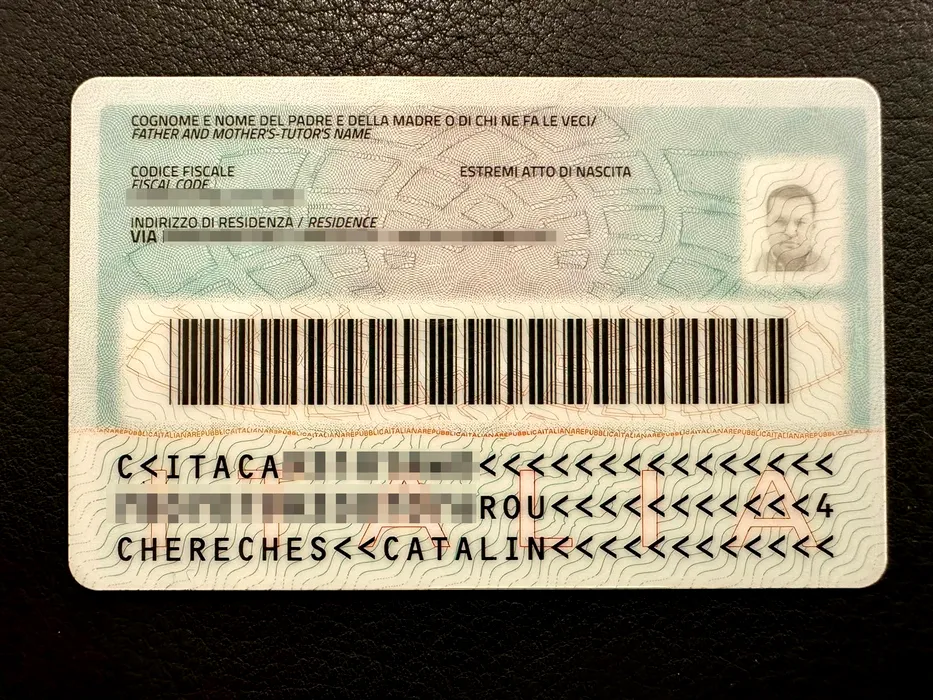 COGNOME E NOME DEL PADRE E DELLA MADRE O DI CHI NE FA LE VECI/
FATHER AND MOTHER'S-TUTOR'S NAME
CODICE FISCALE
FISCAL CODE
ESTREMI ATTO DI NASCITA
INDIRIZZO DI RESIDENZA / RESIDENCE
VIA
REPUBBLICAITALIANAREPUBBLICAITALIANAREPUBBLICAITALIANAREPUBBLICAITALIANA
C<ITACA <<<<<<<<<<<<<<<
ROU<<<<<<<<<<<4
CHERECHES<<CATALIN<<<<<<<<<<<<
ITALIA